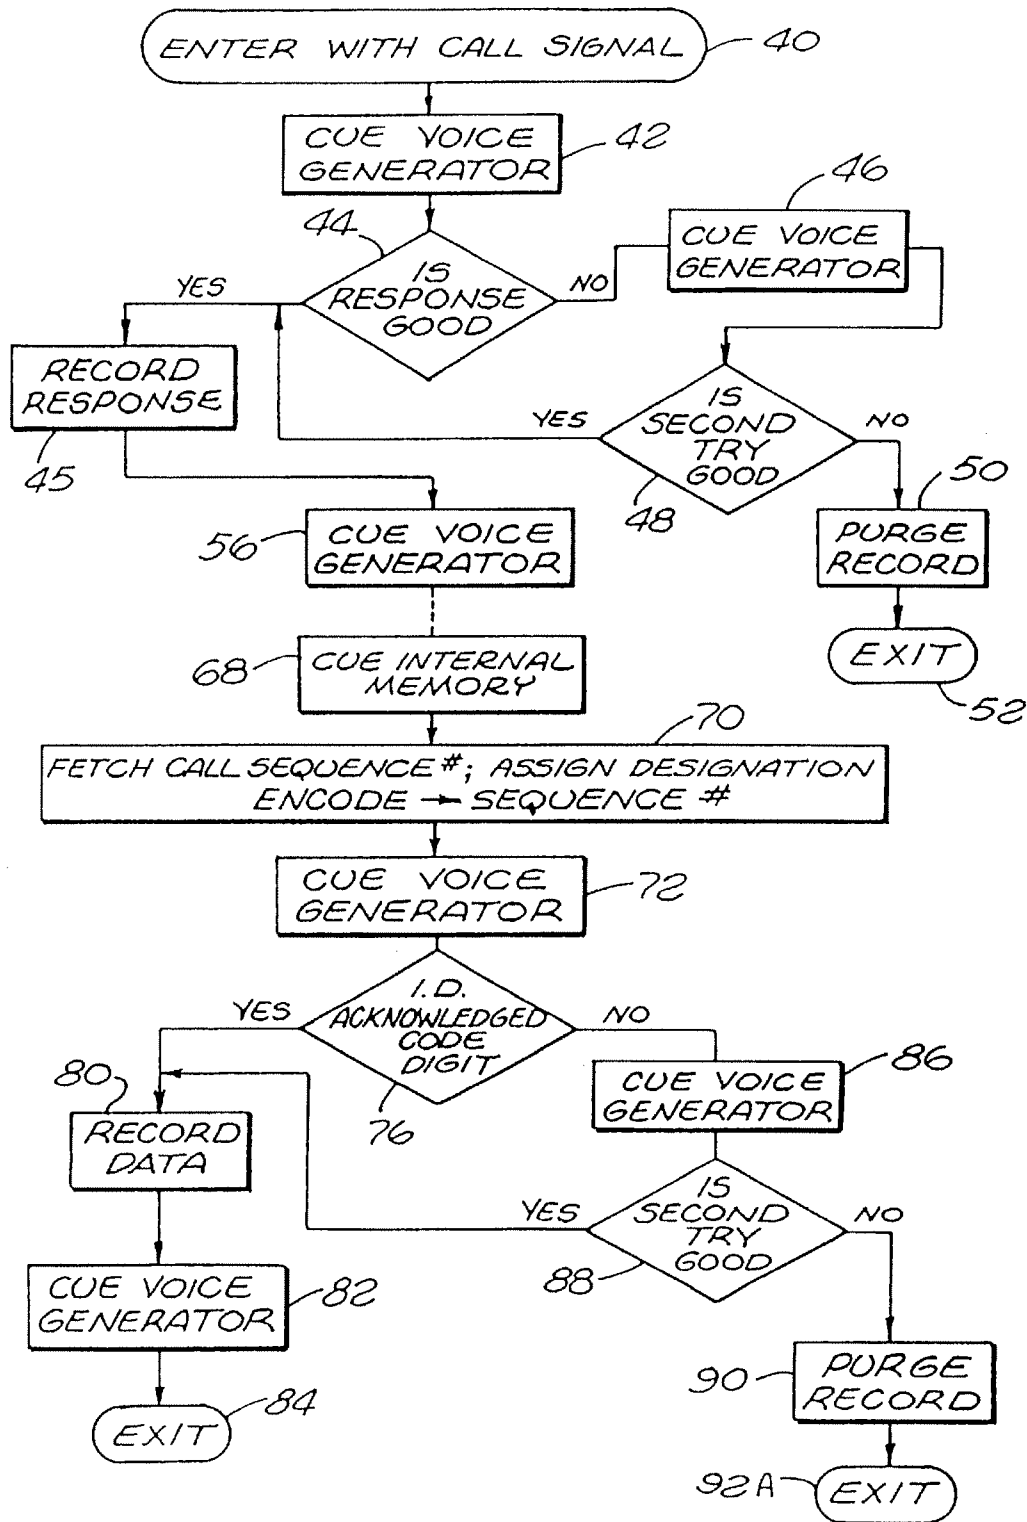 ENTER WITH CALL SIGNAL
40
CUE VOICE
GENERATOR
42
44
IS
RESPONSE
GOOD
YES
NO
46
CUE VOICE
GENERATOR
RECORD
RESPONSE
45
IS
SECOND
TRY
GOOD
YES
NO
48
50
PURGE
RECORD
EXIT
52
56
CUE VOICE
GENERATOR
68
CUE INTERNAL
MEMORY
70
FETCH CALL SEQUENCE #; ASSIGN DESIGNATION
ENCODE → SEQUENCE #
CUE VOICE
GENERATOR
72
I.D.
ACKNOWLEDGED
CODE
DIGIT
YES
NO
76
80
RECORD
DATA
86
CUE VOICE
GENERATOR
IS
SECOND
TRY
GOOD
YES
NO
88
CUE VOICE
GENERATOR
82
EXIT
84
90
PURGE
RECORD
92A
EXIT